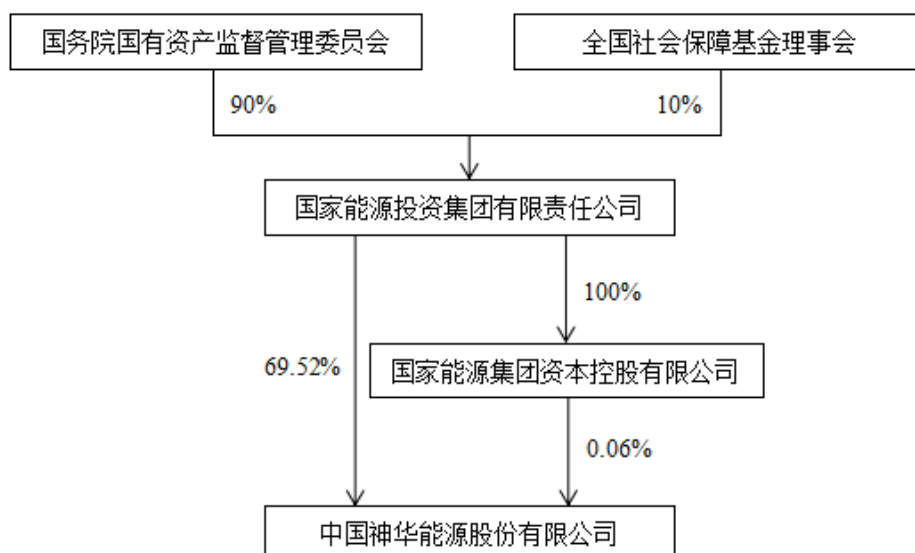 国务院国有资产监督管理委员会
全国社会保障基金理事会
90%
10%
国家能源投资集团有限责任公司
100%
69.52%
国家能源集团资本控股有限公司
0.06%
中国神华能源股份有限公司